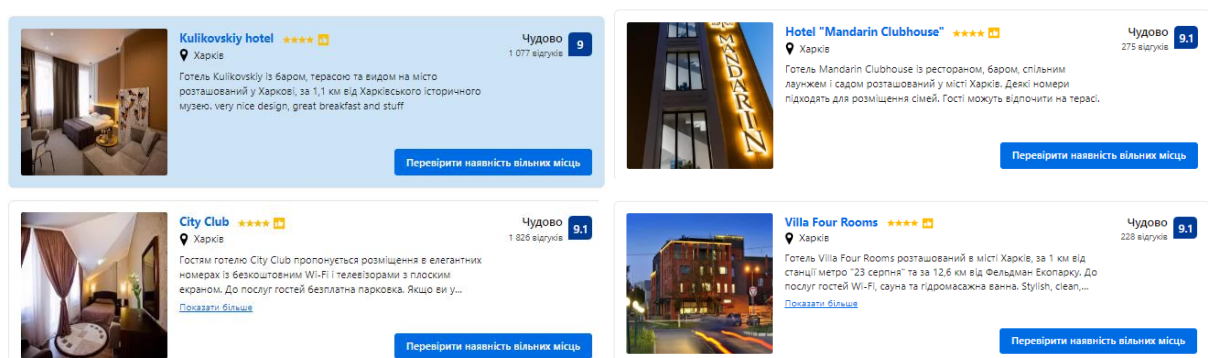 Kulikovskiy hotel
Чудово
9
Харків
1 077 відгуків
Готель Kulikovskiy із баром, терасою та видом на місто
розташований у Харкові, за 1,1 км від Харківського історичного
музею. very nice design, great breakfast and stuff
Перевірити наявність вільних місць
MANDARIN
Hotel "Mandarin Clubhouse"
Чудово
9.1
Харків
275 відгуків
Готель Mandarin Clubhouse із рестораном, баром, спільним
лаунжем і садом розташований у місті Харків. Деякі номери
підходять для розміщення сімей. Гості можуть відпочити на терасі.
Перевірити наявність вільних місць
City Club
Чудово
9.1
Харків
1 826 відгуків
Гостям готелю City Club пропонується розміщення в елегантних
номерах із безкоштовним Wi-Fi і телевізорами з плоским
екраном. До послуг гостей безплатна парковка. Якщо ви у...
Показати більше
Перевірити наявність вільних місць
Villa Four Rooms
Чудово
9.1
Харків
228 відгуків
Готель Villa Four Rooms розташований в місті Харків, за 1 км від
станції метро "23 серпня" та за 12,6 км від Фельдман Екопарку. До
послуг гостей Wi-Fi, сауна та гідромасажна ванна. Stylish, clean,...
Показати більше
Перевірити наявність вільних місць